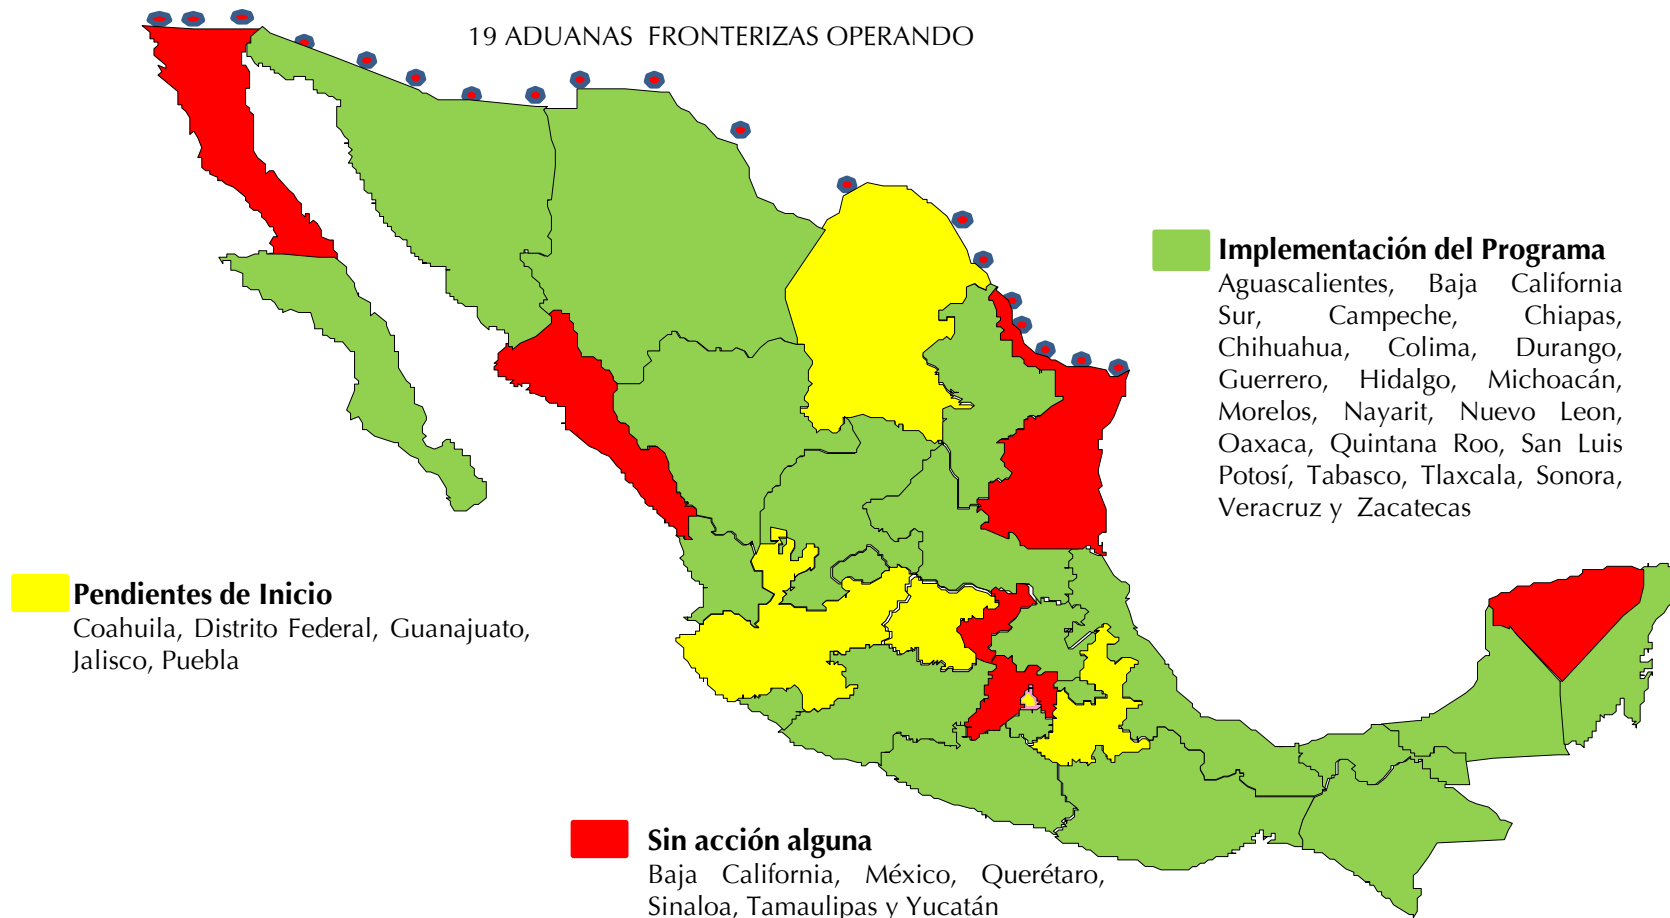 19 ADUANAS FRONTERIZAS OPERANDO
Implementación del Programa
Aguascalientes, Baja California
Sur, Campeche, Chiapas,
Chihuahua, Colima, Durango,
Guerrero, Hidalgo, Michoacán,
Morelos, Nayarit, Nuevo Leon,
Oaxaca, Quintana Roo, San Luis
Potosí, Tabasco, Tlaxcala, Sonora,
Veracruz y Zacatecas
Pendientes de Inicio
Coahuila, Distrito Federal, Guanajuato,
Jalisco, Puebla
Sin acción alguna
Baja California, México, Querétaro,
Sinaloa, Tamaulipas y Yucatán